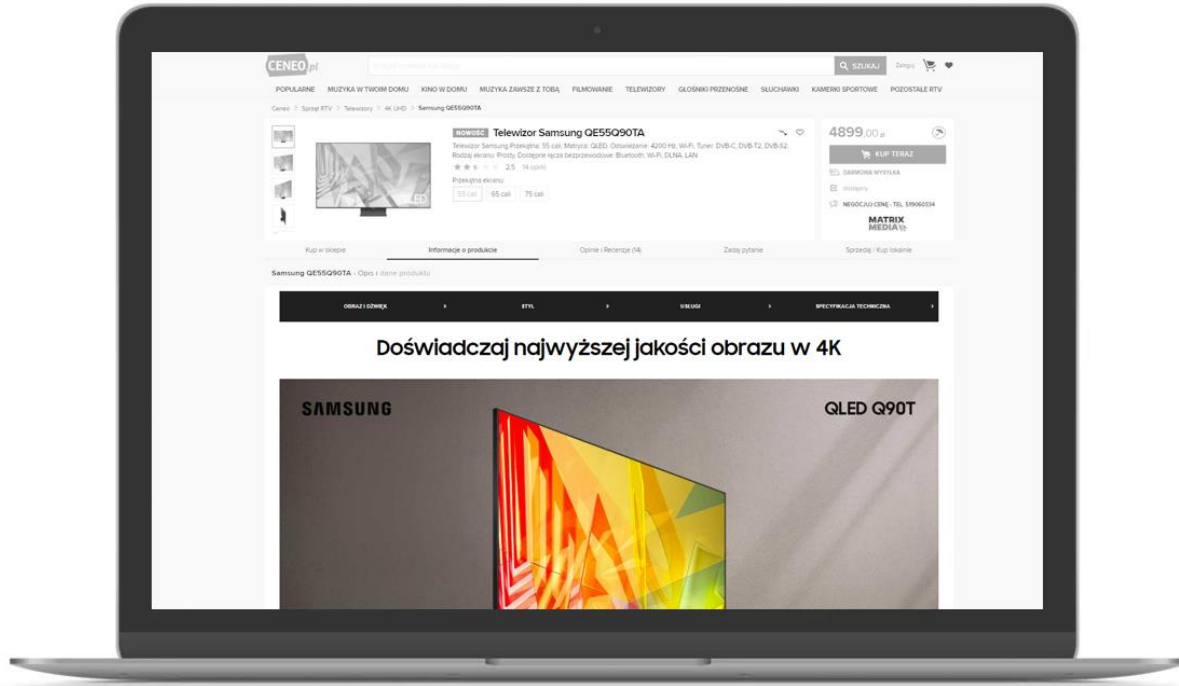 CENEO.pl
SZUKAJ Zaloguj
POPULARNE MUZYKA W TWOIM DOMU KINO W DOMU MUZYKA ZAWSZE Z TOBĄ FILMOWANIE TELEWIZORY GŁOŚNIKI PRZENOŚNE SŁUCHAWKI KAMERKI SPORTOWE POZOSTAŁE RTV
Ceneo > Sprzęt RTV > Telewizory > 4K UHD > Samsung QE55Q90TA
NOWOŚĆ Telewizor Samsung QE55Q90TA
Telewizor Samsung Przekątna: 55 cali, Matryca: QLED, Odświeżanie: 4200 Hz, Wi-Fi, Tuner: DVB-C, DVB-T2, DVB-S2,
Rodzaj ekranu: Prosty, Dostępne łącza bezprzewodowe: Bluetooth, Wi-Fi, DLNA, LAN
2,5 14 opinii
Przekątna ekranu:
55 cali 65 cali 75 cali
QLED
4899,00 zł
KUP TERAZ
DARMOWA WYSYŁKA
dostępny
NEGOCJUJ CENĘ - TEL. 519060334
MATRIX
MEDIA
Kup w sklepie Informacje o produkcie Opinie i Recenzje (14) Zadaj pytanie Sprzedaj / Kup lokalnie
Samsung QE55Q90TA - Opis i dane produktu
OBRAZ I DŹWIĘK > STYL > USŁUGI > SPECYFIKACJA TECHNICZNA >
Doświadczaj najwyższej jakości obrazu w 4K
SAMSUNG
QLED Q90T